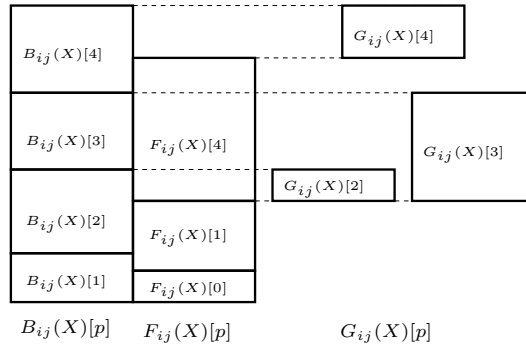 B_{ij}(X)[4]
G_{ij}(X)[4]
B_{ij}(X)[3]
F_{ij}(X)[4]
G_{ij}(X)[3]
G_{ij}(X)[2]
B_{ij}(X)[2]
F_{ij}(X)[1]
B_{ij}(X)[1]
F_{ij}(X)[0]
B_{ij}(X)[p] F_{ij}(X)[p] G_{ij}(X)[p]